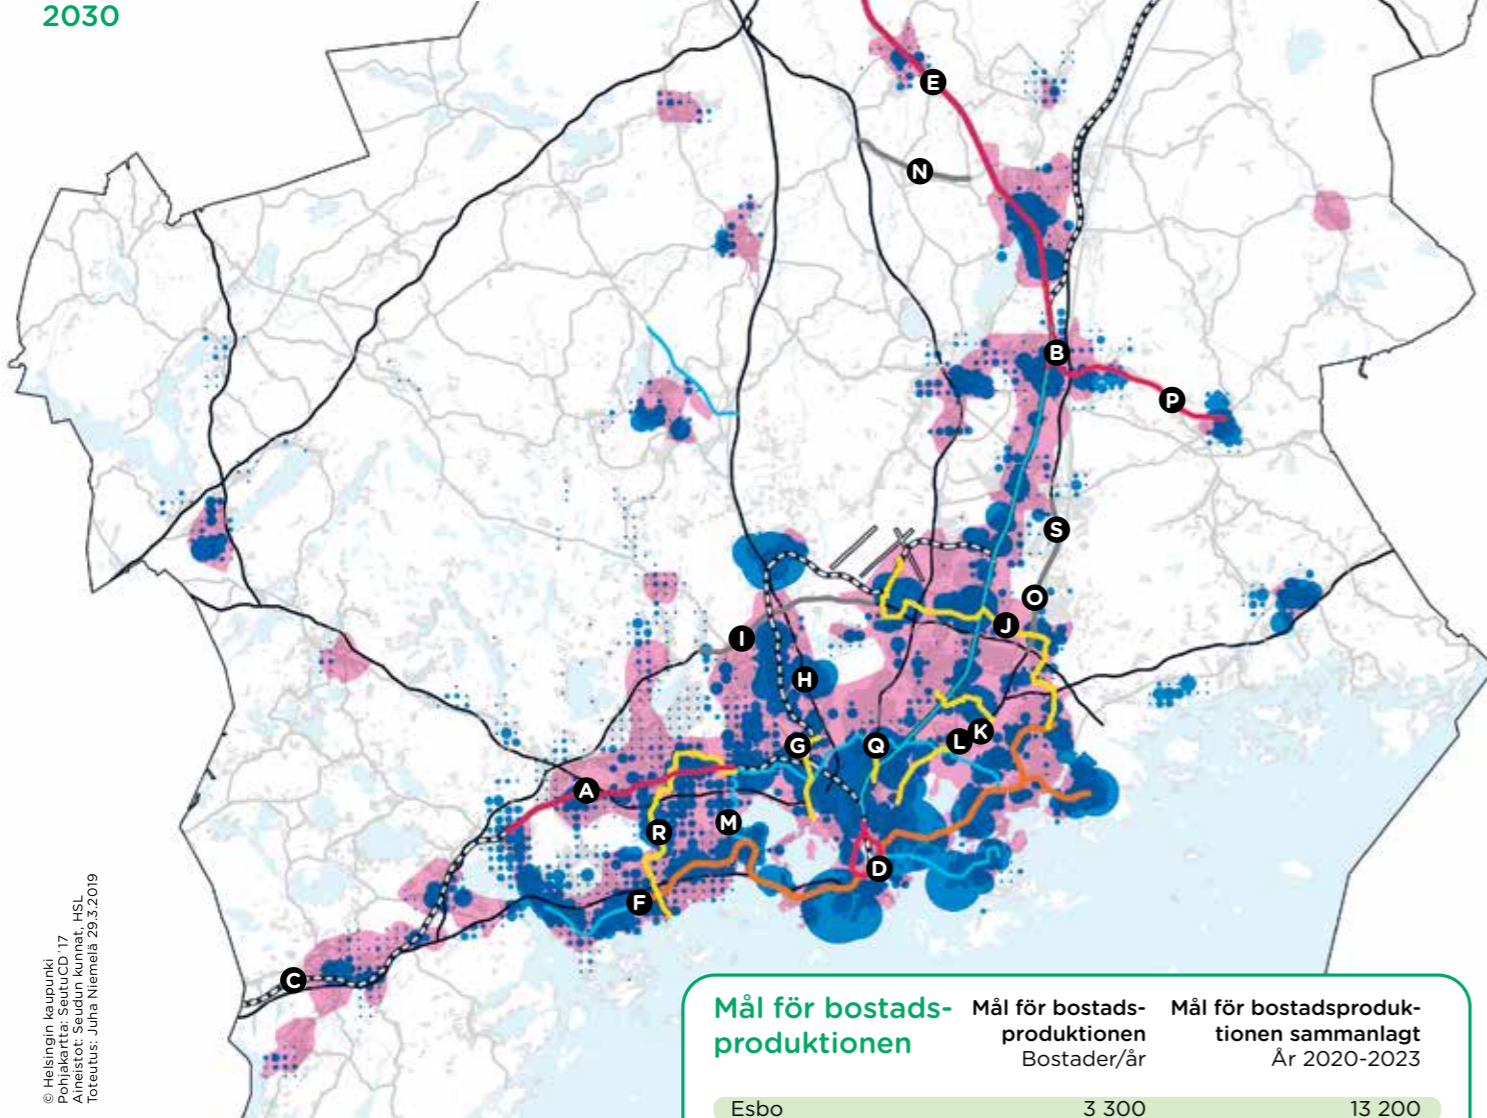 2030
E
N
B
P
S
O
I
J
H
G
Q
L
K
A
R
M
D
F
C
© Helsingin kaupunki
Pohjakartta: SeutuCD '17
Aineistot: Seudun kunnat, HSL
Toteutus: Juha Niemelä 29.3.2019
Mål för bostads-
produktionen
Mål för bostads-
produktionen
Bostäder/år
Mål för bostadsproduk-
tionen sammanlagt
År 2020-2023
Esbo 3 300 13 200